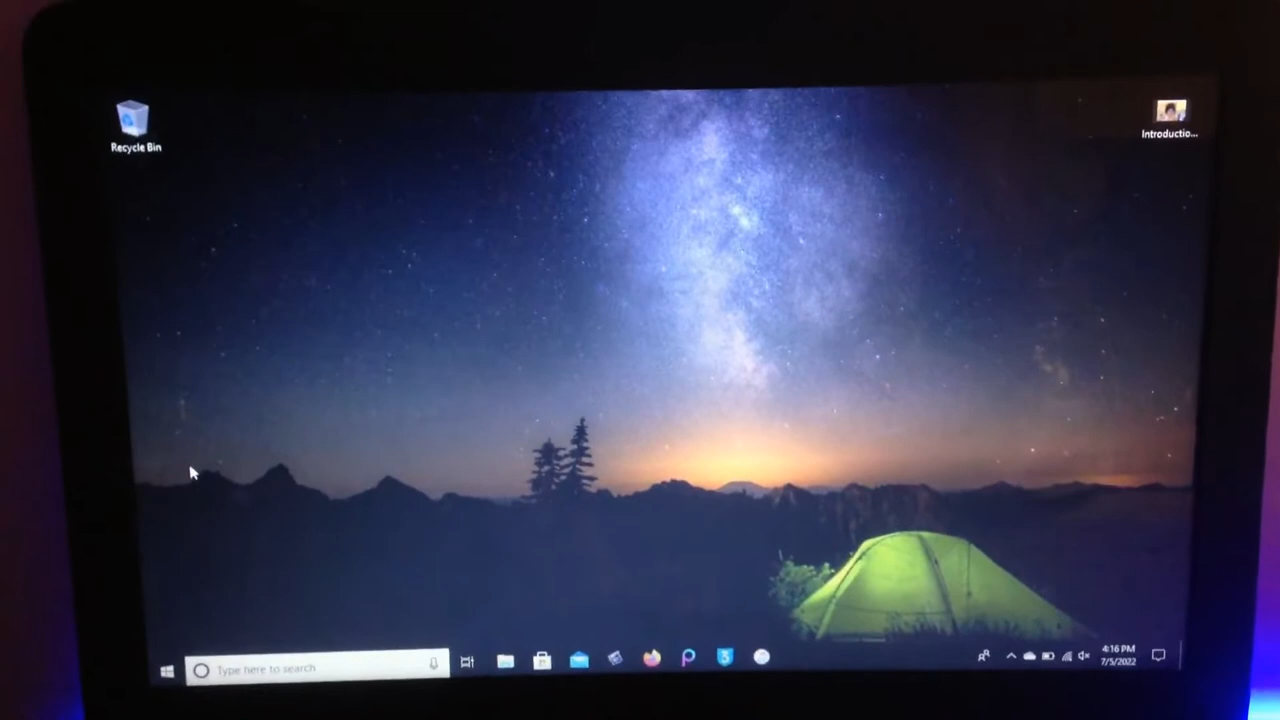 Recycle Bin
Introductio...
Type here to search
4:16 PM
7/5/2022